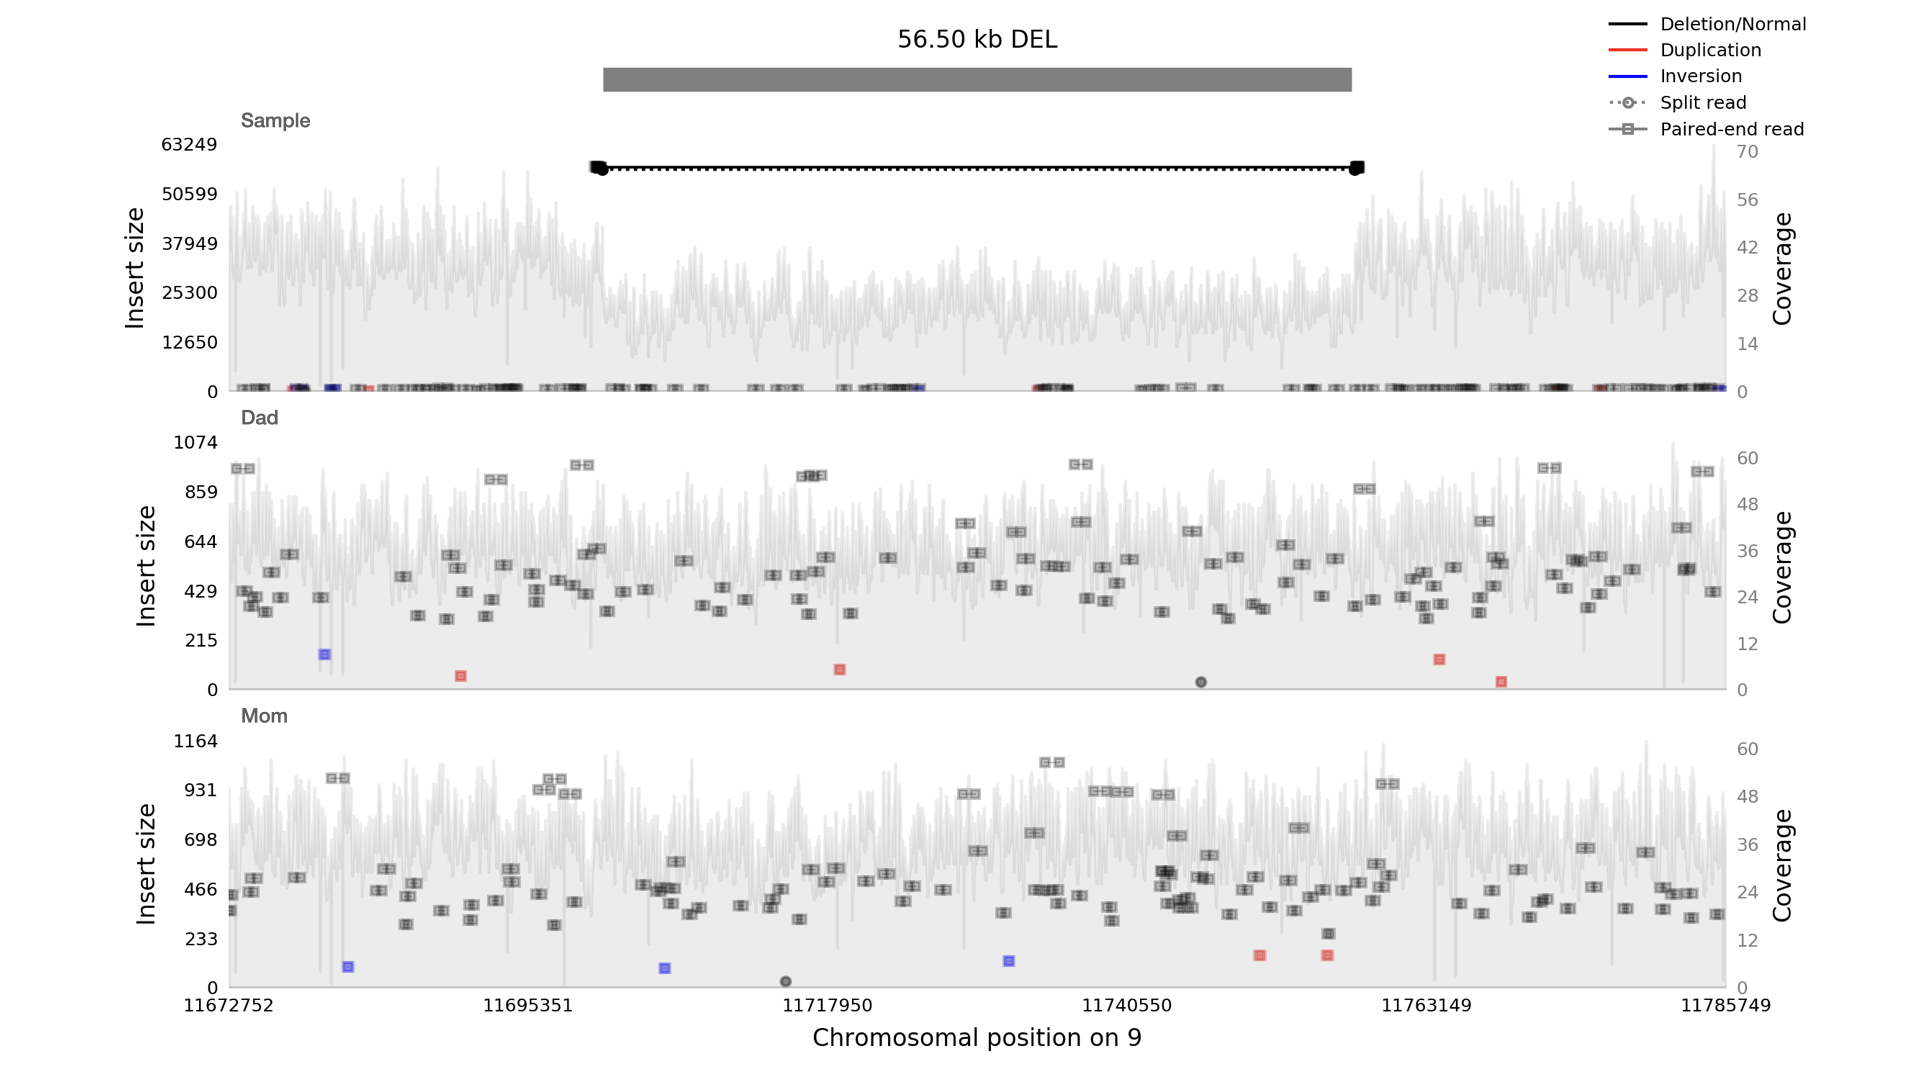 56.50 kb DEL
Deletion/Normal
Duplication
Inversion
Split read
Paired-end read
Sample
63249
50599
37949
25300
12650
0
Insert size
70
56
42
28
14
0
Coverage
Dad
1074
859
644
429
215
0
Insert size
60
48
36
24
12
0
Coverage
Mom
1164
931
698
466
233
0
Insert size
60
48
36
24
12
0
Coverage
11672752 11695351 11717950 11740550 11763149 11785749
Chromosomal position on 9